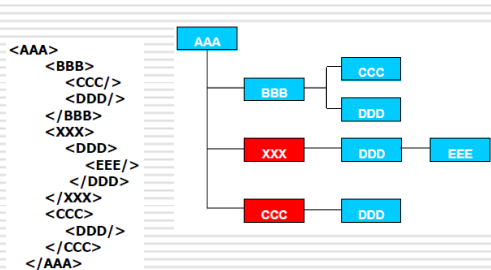 <AAA>
<BBB>
<CCC/>
<DDD/>
</BBB>
<XXX>
<DDD>
<EEE/>
</DDD>
</XXX>
<CCC>
<DDD/>
</CCC>
</AAA>
AAA
BBB
CCC
DDD
XXX
DDD
EEE
CCC
DDD